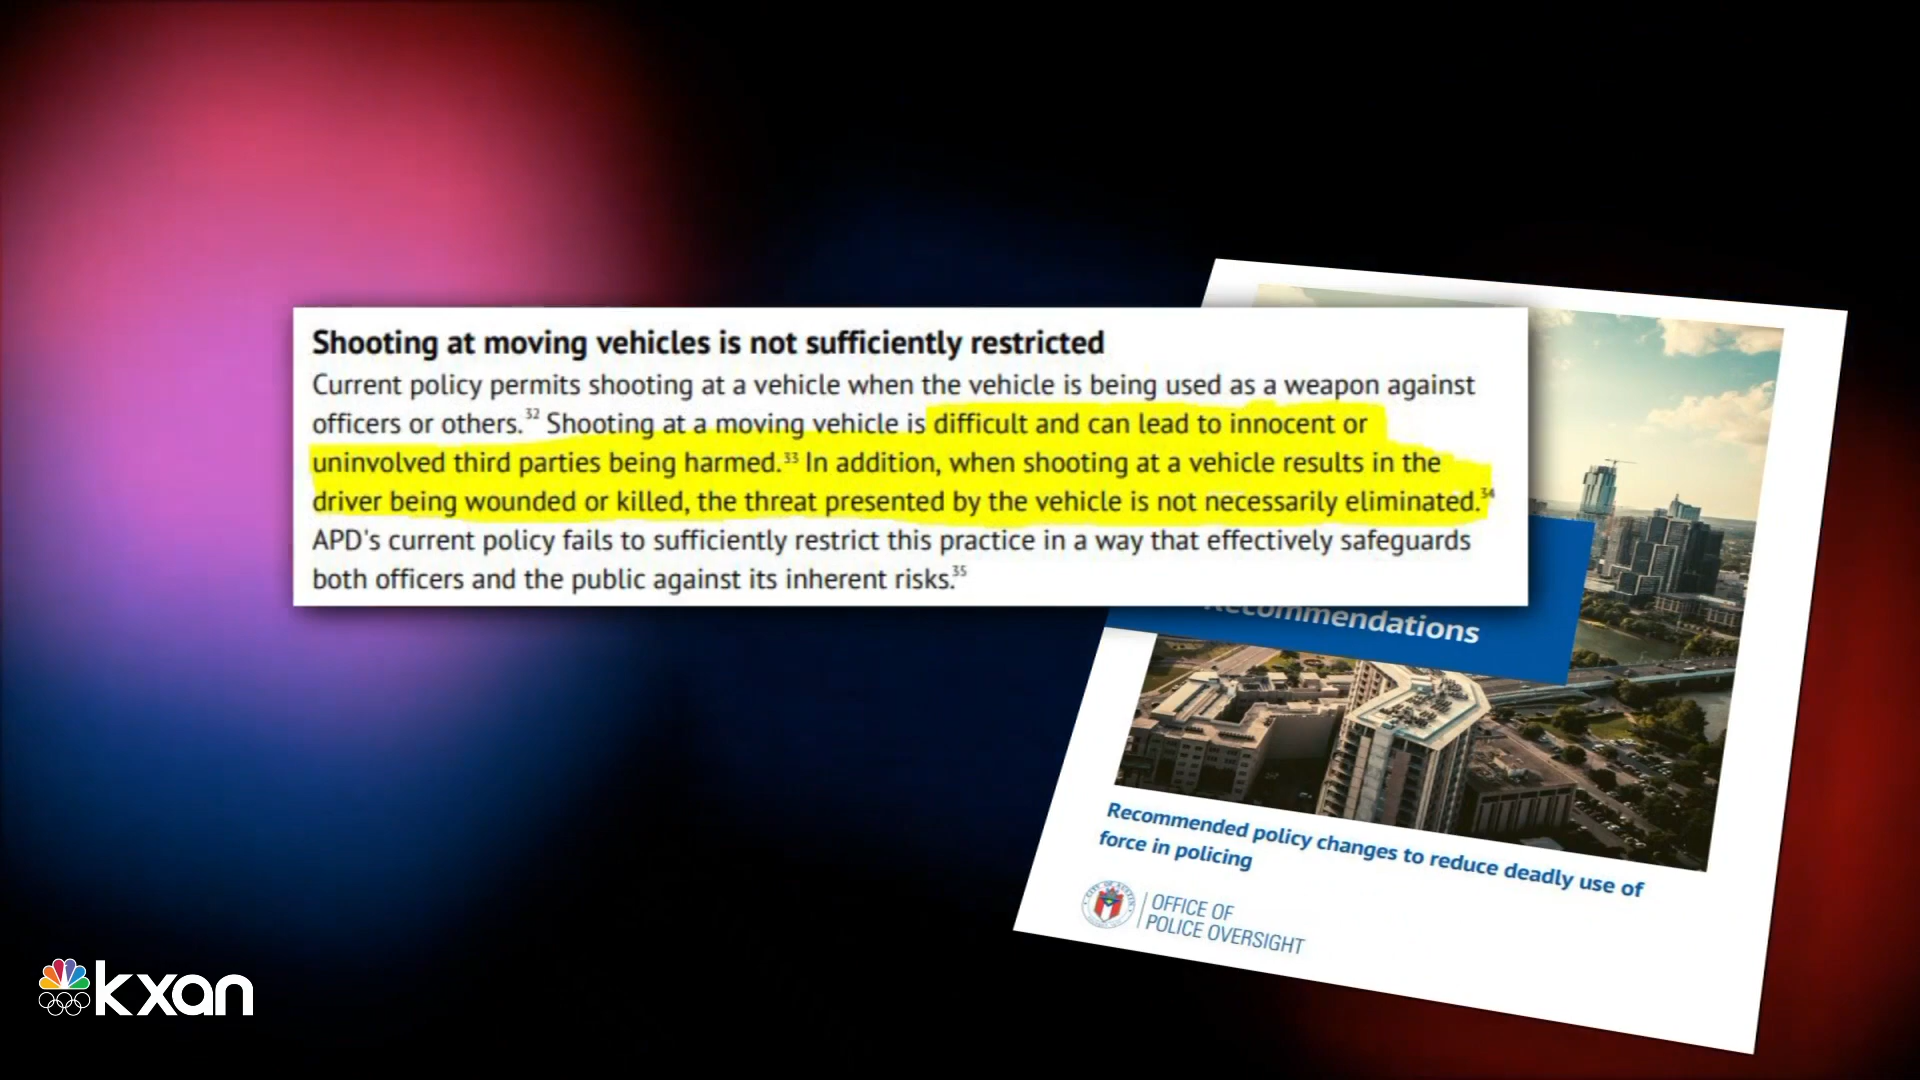 Shooting at moving vehicles is not sufficiently restricted
Current policy permits shooting at a vehicle when the vehicle is being used as a weapon against
officers or others.32 Shooting at a moving vehicle is difficult and can lead to innocent or
uninvolved third parties being harmed.33 In addition, when shooting at a vehicle results in the
driver being wounded or killed, the threat presented by the vehicle is not necessarily eliminated.34
APD's current policy fails to sufficiently restrict this practice in a way that effectively safeguards
both officers and the public against its inherent risks.35
Recommendations
Recommended policy changes to reduce deadly use of
force in policing
OFFICE OF
POLICE OVERSIGHT
kxan